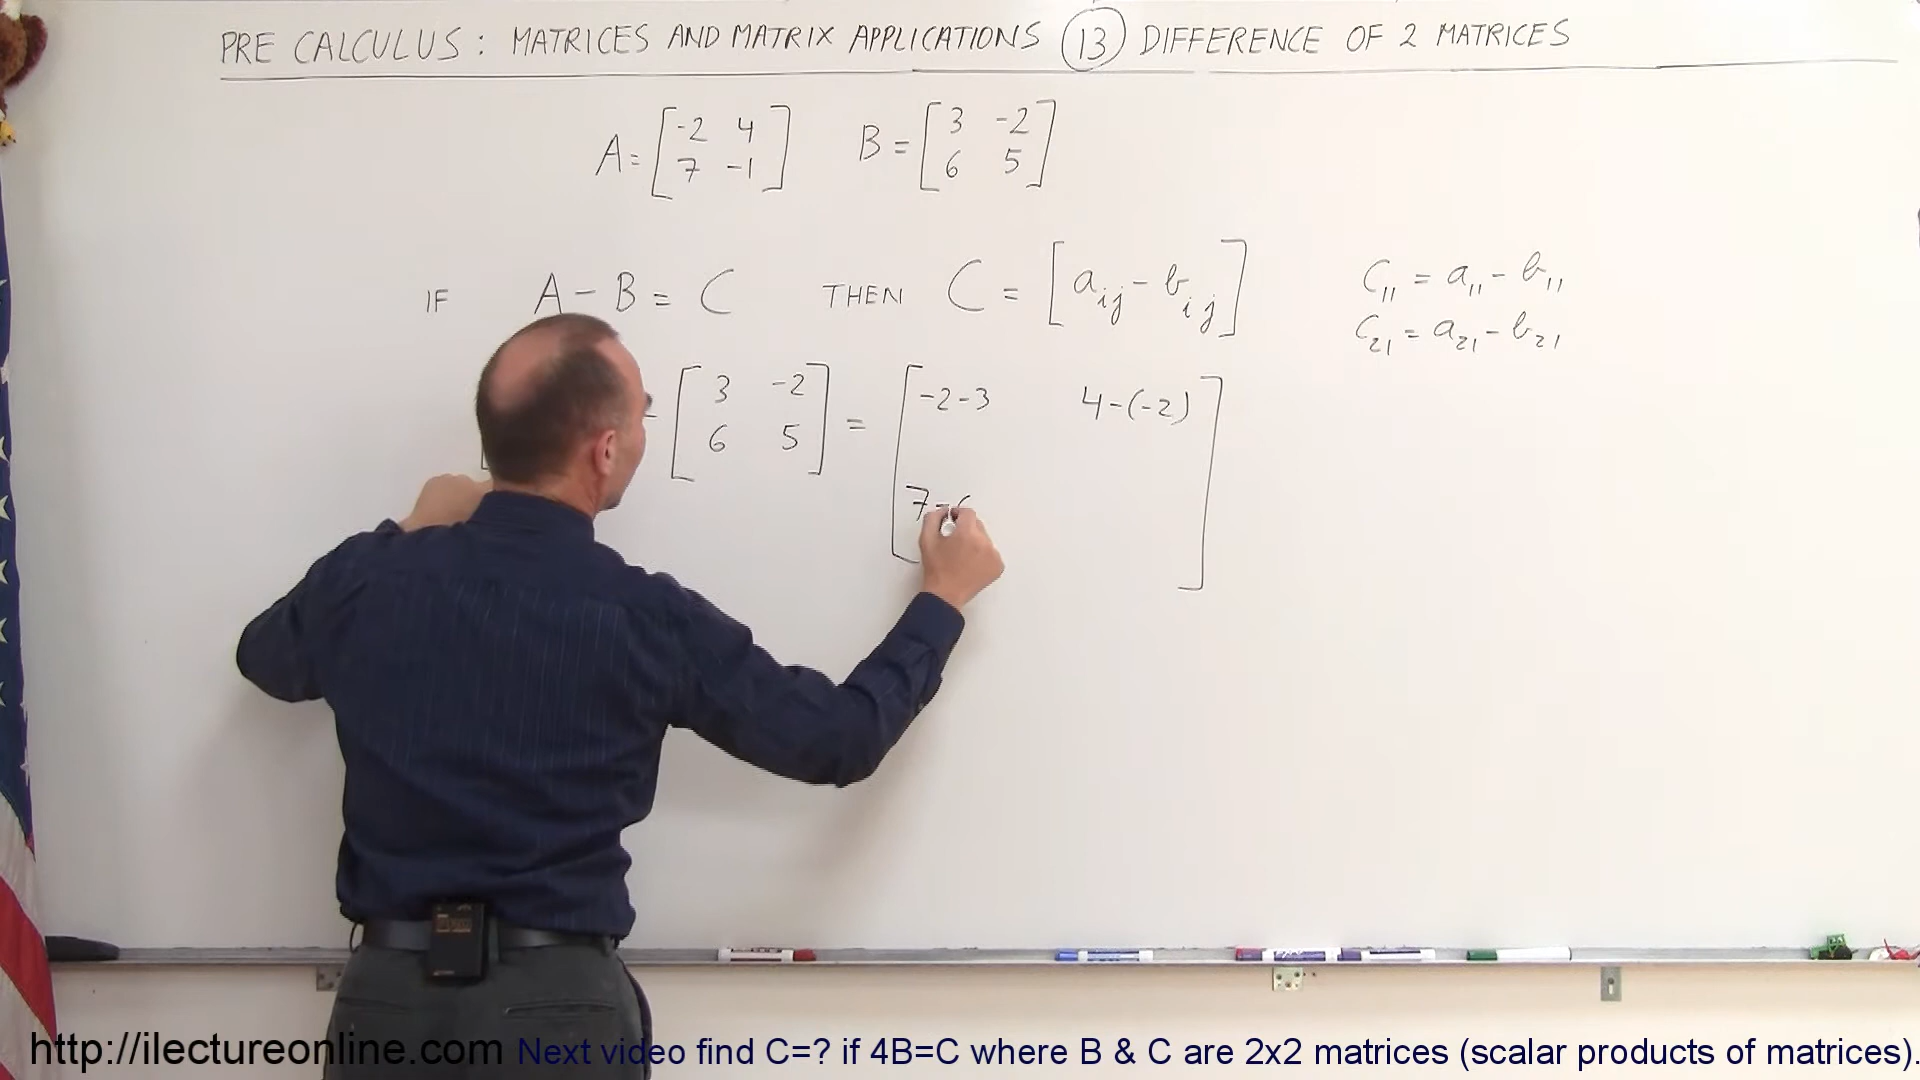 PRE CALCULUS: MATRICES AND MATRIX APPLICATIONS 13 DIFFERENCE OF 2 MATRICES
A = [-2 4      B = [3 -2
7 -1]      6 5]
IF A - B = C THEN C = [a_ij - b_ij]
C_11 = a_11 - b_11
C_21 = a_21 - b_21
- [3 -2      = [-2-3 4-(-2)
6 5]      7- ]
http://ilectureonline.com Next video find C=? if 4B=C where B & C are 2x2 matrices (scalar products of matrices).